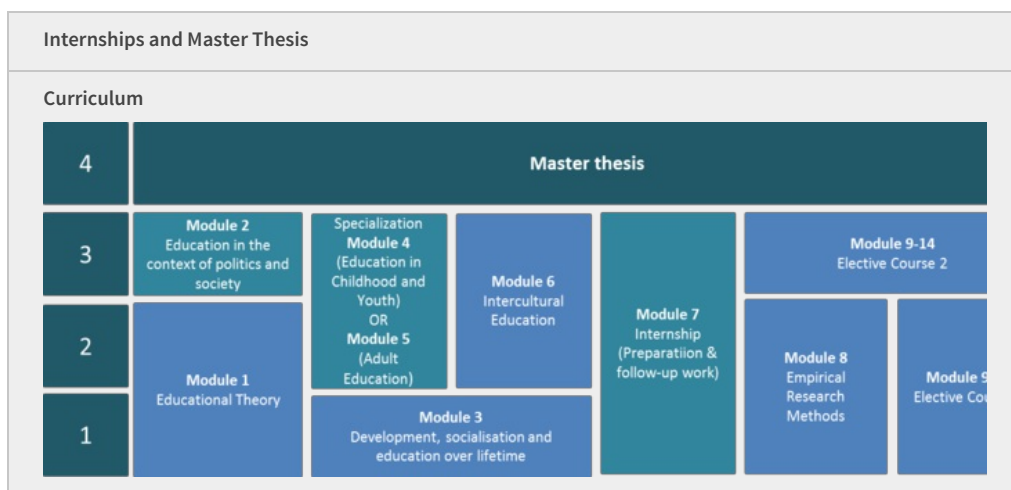 Internships and Master Thesis
Curriculum
4
Master thesis
3
Module 2
Education in the
context of politics and
society
Specialization
Module 4
(Education in
Childhood and
Youth)
OR
Module 5
(Adult
Education)
Module 6
Intercultural
Education
Module 7
Internship
(Preparatiion &
follow-up work)
Module 9-14
Elective Course 2
2
Module 1
Educational Theory
Module 8
Empirical
Research
Methods
Module 9
Elective
1
Module 3
Development, socialisation and
education over lifetime